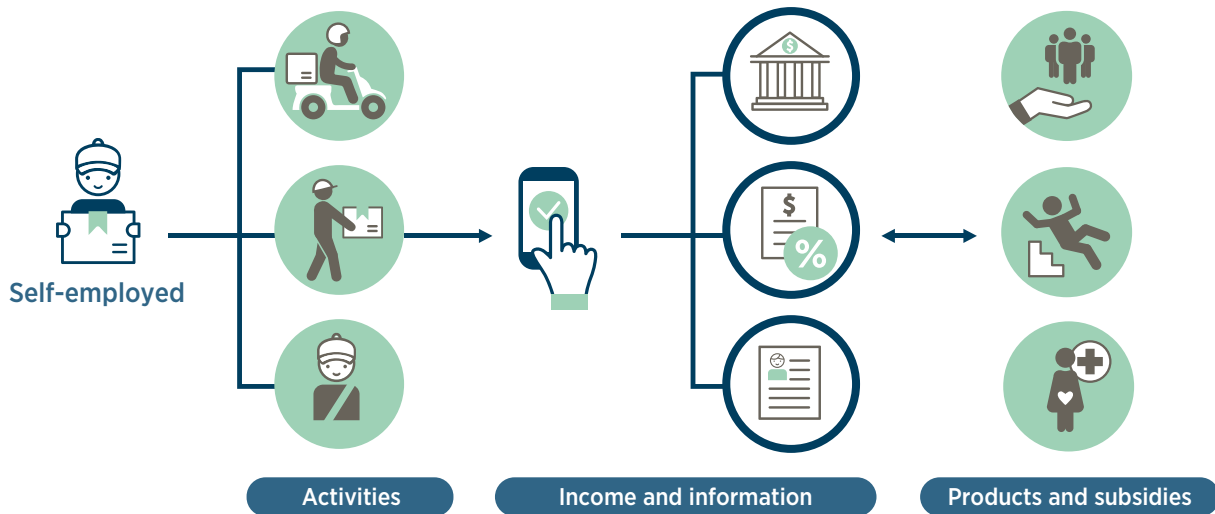 $
$
%
Self-employed
Activities
Income and information
Products and subsidies